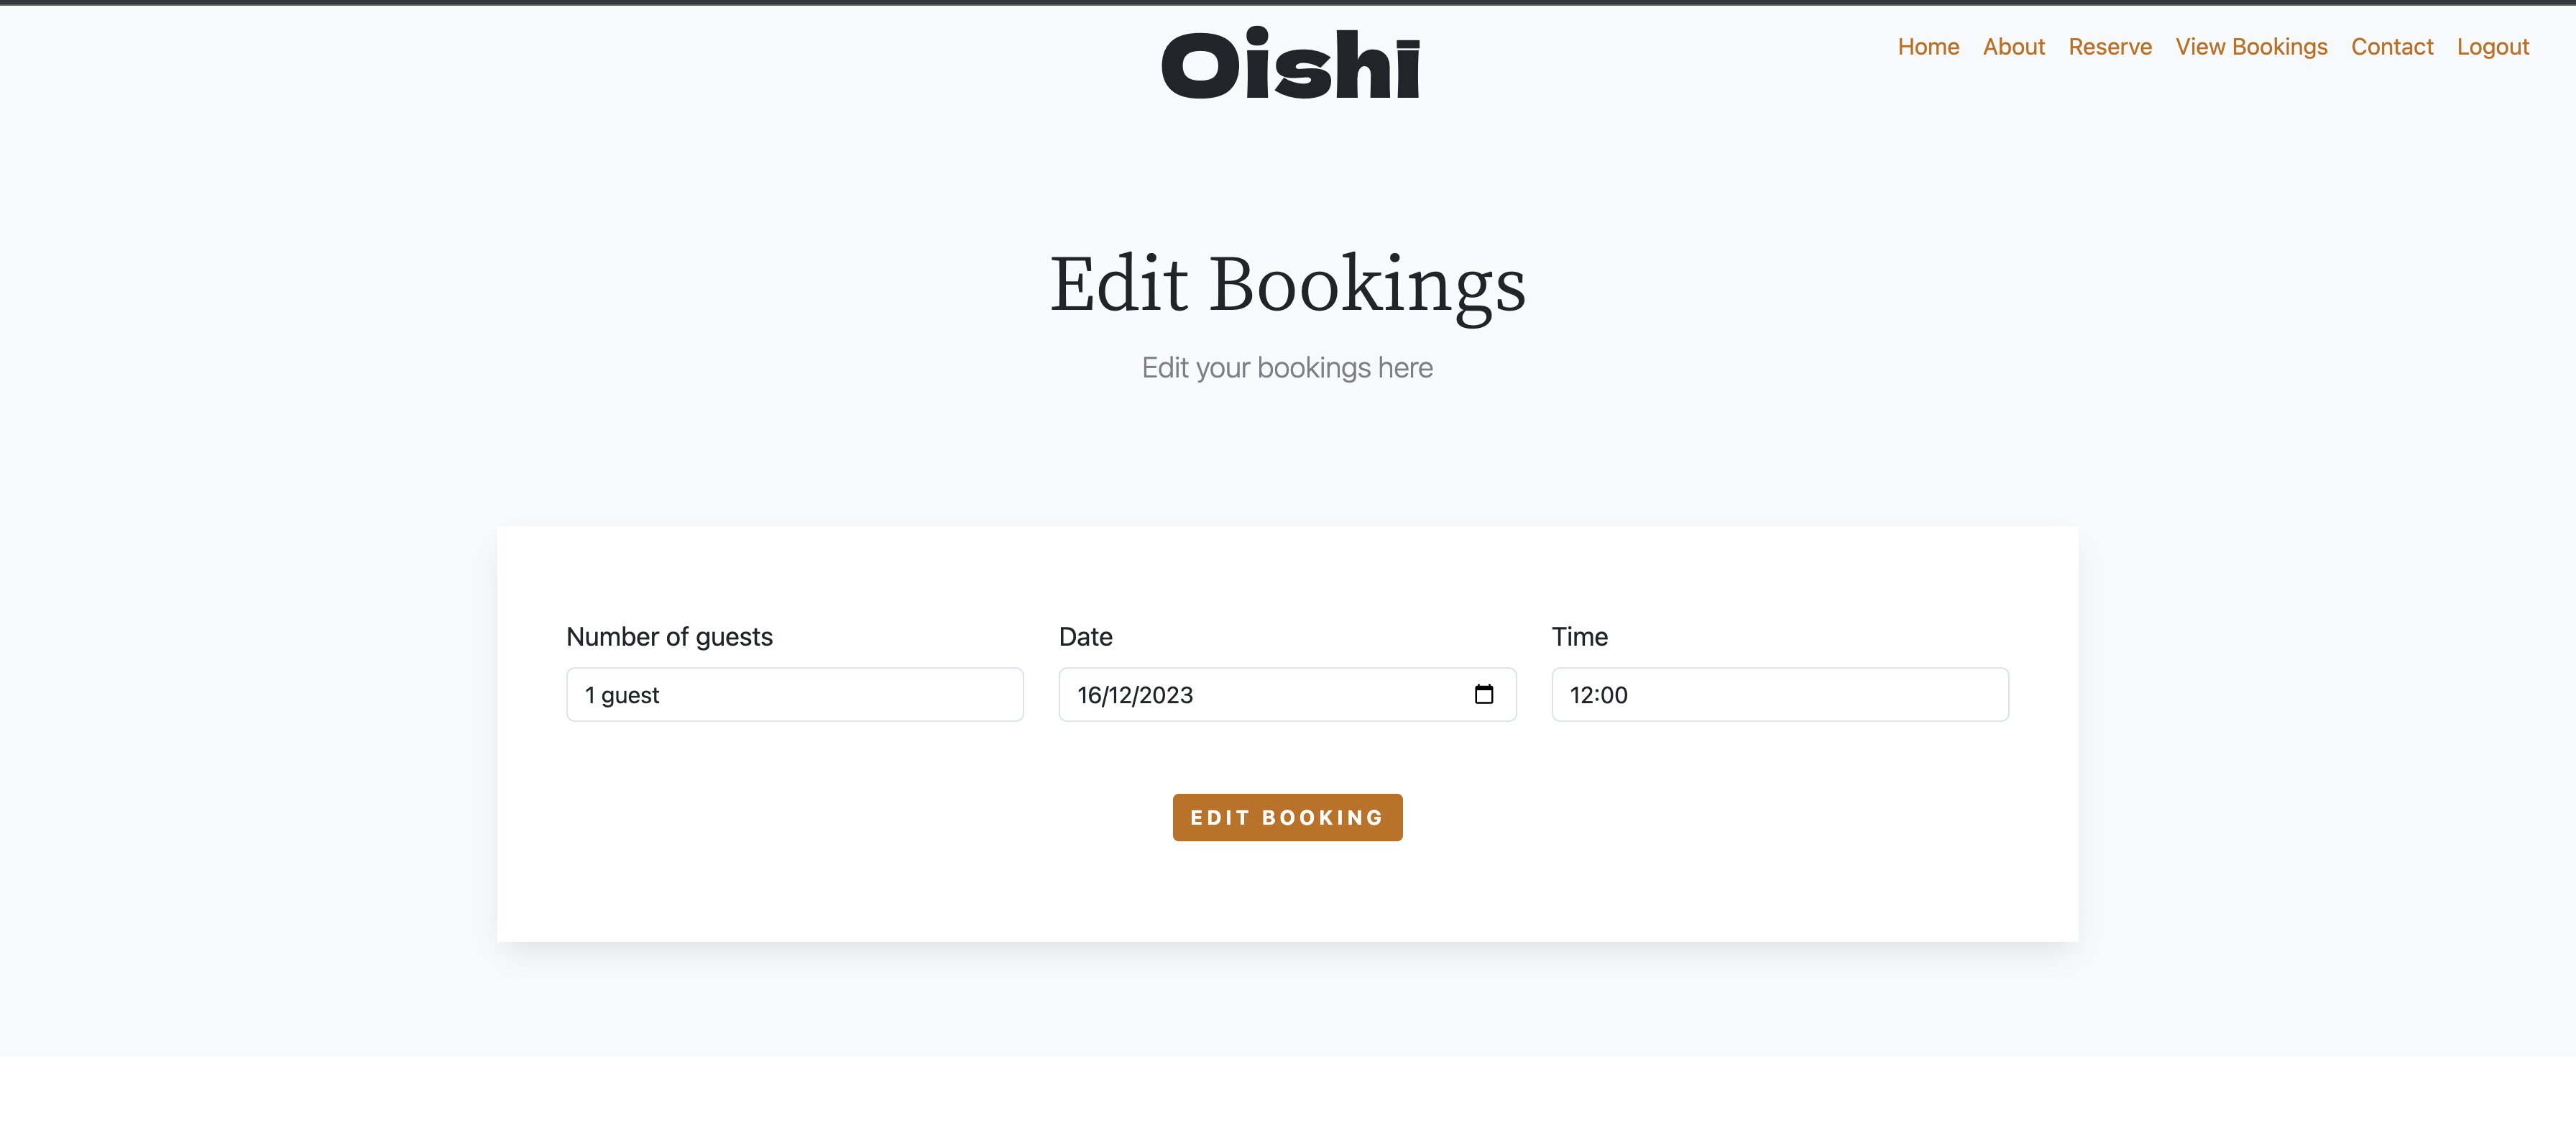 Oishi
Home About Reserve View Bookings Contact Logout
Edit Bookings
Edit your bookings here
Number of guests Date Time
1 guest 16/12/2023 12:00
EDIT BOOKING